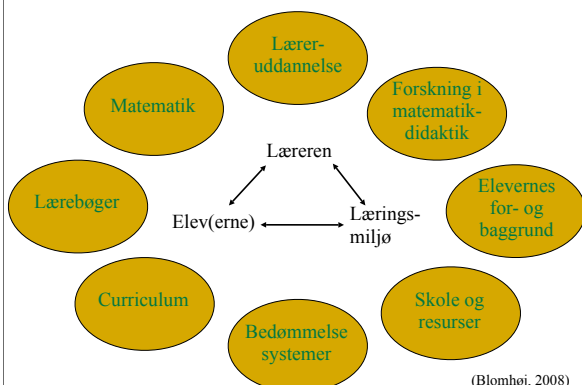 Lærer-
uddannelse
Matematik
Forskning i
matematik-
didaktik
Læreren
Lærebøger
Elev(erne)
Lærings-
miljø
Elevernes
for- og
baggrund
Curriculum
Skole og
resurser
Bedømmelse
systemer
(Blomhøj, 2008)